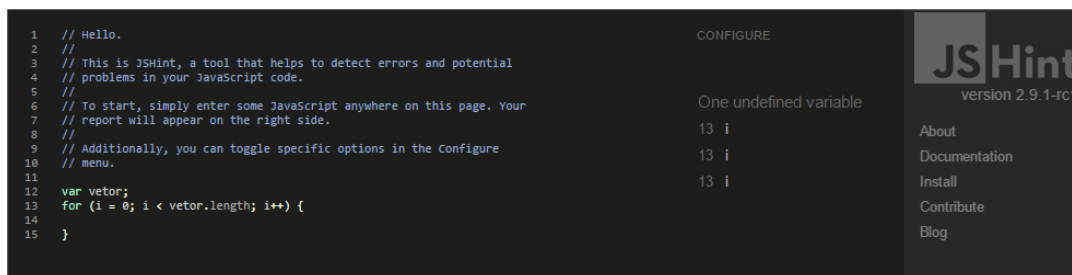 1 // Hello.
2 //
3 // This is JSHint, a tool that helps to detect errors and potential
4 // problems in your JavaScript code.
5 //
6 // To start, simply enter some JavaScript anywhere on this page. Your
7 // report will appear on the right side.
8 //
9 // Additionally, you can toggle specific options in the Configure
10 // menu.
11
12 var vetor;
13 for (i = 0; i < vetor.length; i++) {
14
15 }
CONFIGURE
One undefined variable
13 i
13 i
13 i
JSHint
version 2.9.1-rc1
About
Documentation
Install
Contribute
Blog